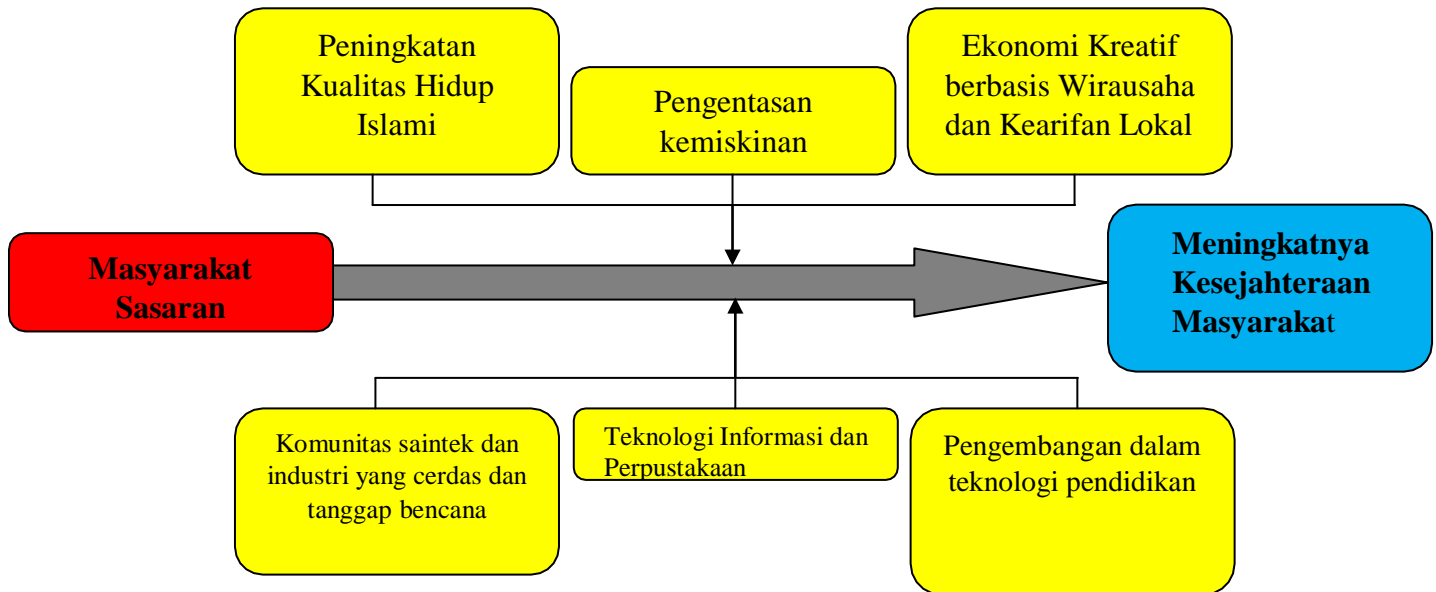 Peningkatan
Kualitas Hidup
Islami
Pengentasan
kemiskinan
Ekonomi Kreatif
berbasis Wirausaha
dan Kearifan Lokal
Masyarakat
Sasaran
Meningkatnya
Kesejahteraan
Masyarakat
Komunitas saintek dan
industri yang cerdas dan
tanggap bencana
Teknologi Informasi dan
Perpustakaan
Pengembangan dalam
teknologi pendidikan